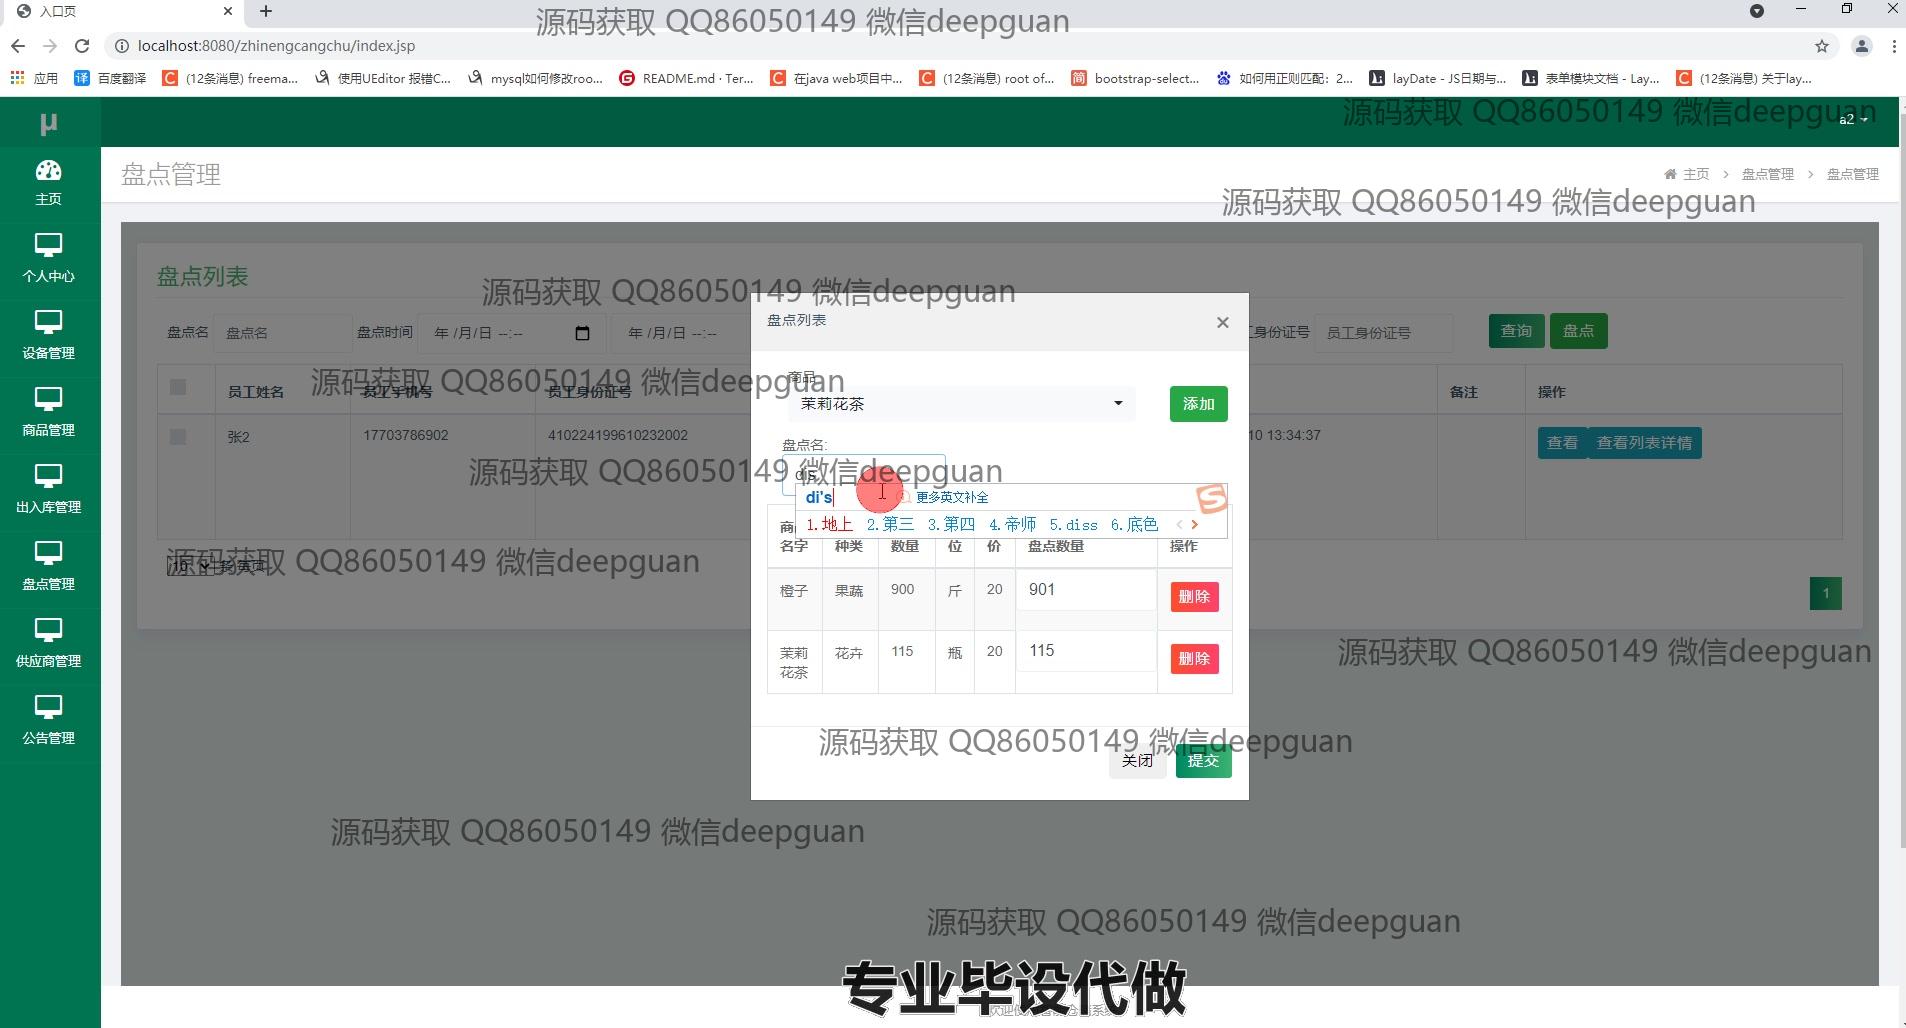 入口页
源码获取 QQ86050149 微信deepguan
localhost:8080/zhinengcangchu/index.jsp
应用 百度翻译 (12条消息) freema... 使用UEditor 报错C... mysql如何修改roo... README.md · Ter... 在java web项目中... (12条消息) root of... bootstrap-select... 如何用正则匹配：2... layDate - JS日期与... 表单模块文档 - Lay... (12条消息) 关于lay...
μ
源码获取 QQ86050149 微信deepguan
a2
主页
盘点管理
主页 > 盘点管理 > 盘点管理
源码获取 QQ86050149 微信deepguan
个人中心
盘点列表
源码获取 QQ86050149 微信deepguan
盘点列表
×
设备管理
盘点名 盘点名 盘点时间 年 /月/日 --:-- 年 /月/日 --:-- 身份证号 员工身份证号 查询 盘点
商品
源码获取 QQ86050149 微信deepguan
员工姓名 员工手机号 员工身份证号 备注 操作
茉莉花茶 添加
商品管理
张2 17703786902 410224199610232002 10 13:34:37 查看 查看列表详情
盘点名:
源码获取 QQ86050149 微信deepguan
dis
di's 更多英文补全
1.地上 2.第三 3.第四 4.帝师 5.diss 6.底色 < >
出入库管理
名字 种类 数量 位 价 盘点数量 操作
源码获取 QQ86050149 微信deepguan
10
盘点管理
橙子 果蔬 900 斤 20 901 删除
1
供应商管理
茉莉花茶 花卉 115 瓶 20 115 删除
源码获取 QQ86050149 微信deepguan
公告管理
源码获取 QQ86050149 微信deepguan
关闭 提交
源码获取 QQ86050149 微信deepguan
源码获取 QQ86050149 微信deepguan
专业毕设代做